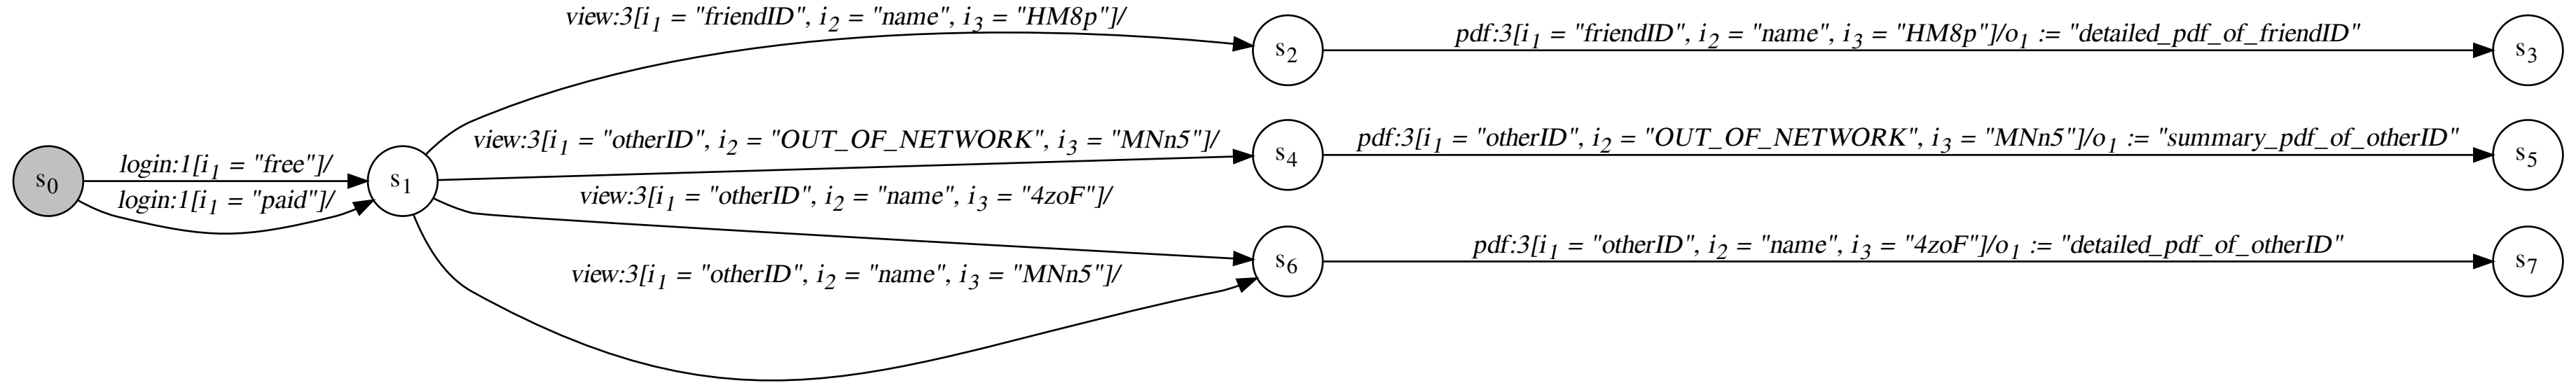 view:3[i1 = "friendID", i2 = "name", i3 = "HM8p"]/
s2
pdf:3[i1 = "friendID", i2 = "name", i3 = "HM8p"]/o1 := "detailed_pdf_of_friendID"
s3
s0
login:1[i1 = "free"]/
login:1[i1 = "paid"]/
s1
view:3[i1 = "otherID", i2 = "OUT_OF_NETWORK", i3 = "MNn5"]/
s4
pdf:3[i1 = "otherID", i2 = "OUT_OF_NETWORK", i3 = "MNn5"]/o1 := "summary_pdf_of_otherID"
s5
view:3[i1 = "otherID", i2 = "name", i3 = "4zoF"]/
view:3[i1 = "otherID", i2 = "name", i3 = "MNn5"]/
s6
pdf:3[i1 = "otherID", i2 = "name", i3 = "4zoF"]/o1 := "detailed_pdf_of_otherID"
s7